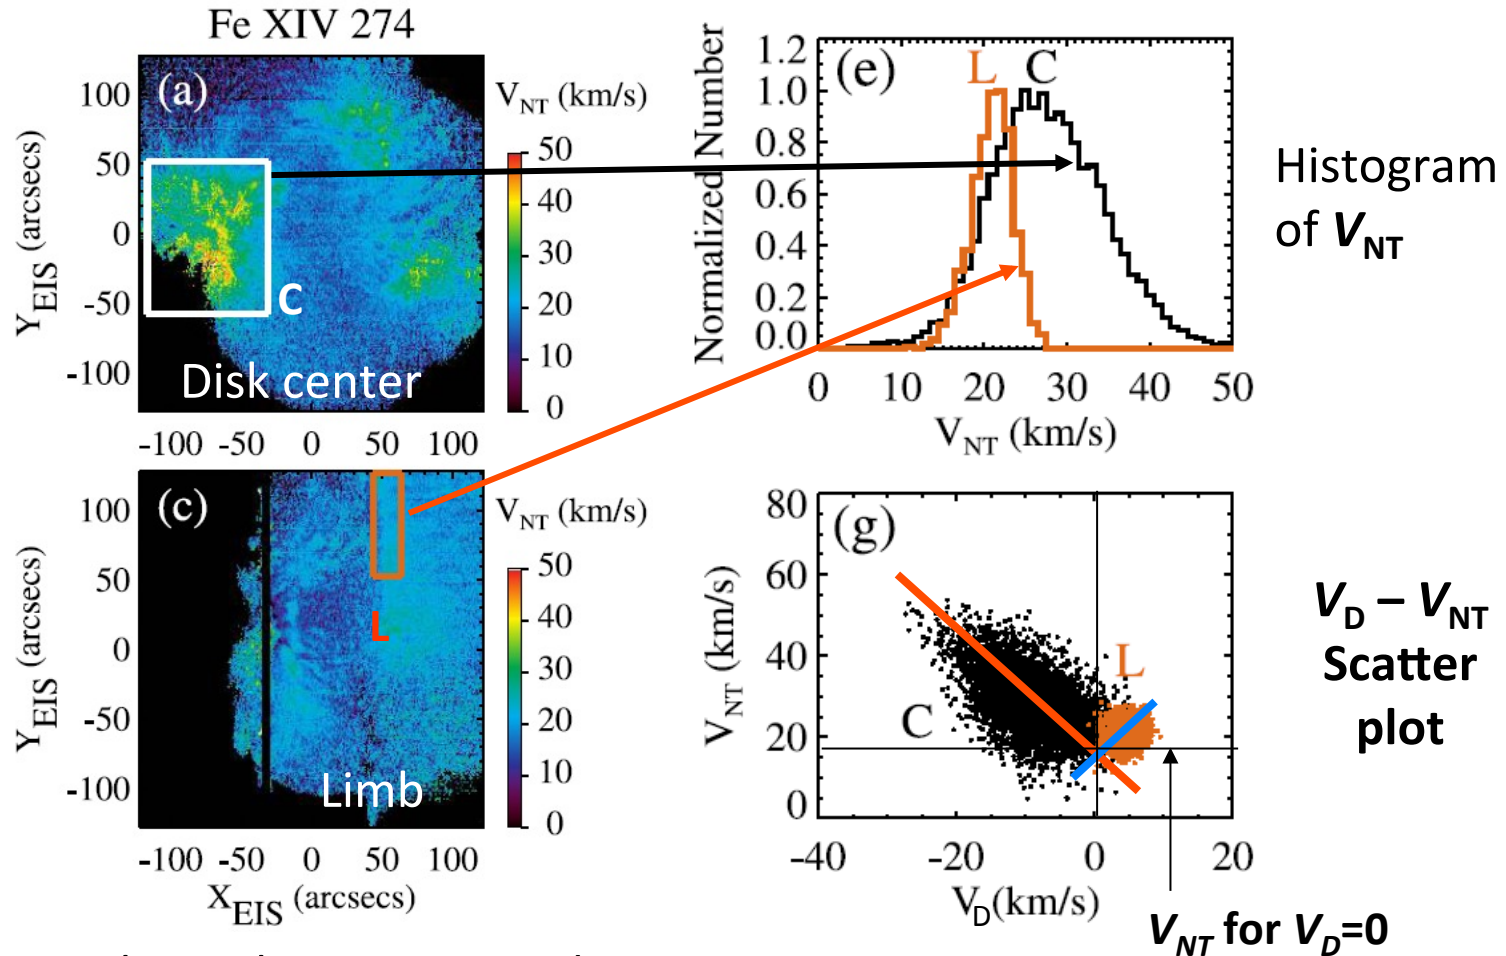 Fe XIV 274
(a)
V_NT (km/s)
100
50
0
-50
-100
Y_EIS (arcsecs)
C
Disk center
50
40
30
20
10
0
-100 -50 0 50 100
(c)
V_NT (km/s)
100
50
0
-50
-100
Y_EIS (arcsecs)
L
Limb
50
40
30
20
10
0
-100 -50 0 50 100
X_EIS (arcsecs)
(e)
L C
1.2
1.0
0.8
0.6
0.4
0.2
0.0
Normalized Number
0 10 20 30 40 50
V_NT (km/s)
Histogram
of V_NT
(g)
80
60
40
20
0
V_NT (km/s)
C
L
-40 -20 0 20
V_D(km/s)
V_D – V_NT
Scatter
plot
V_NT for V_D=0